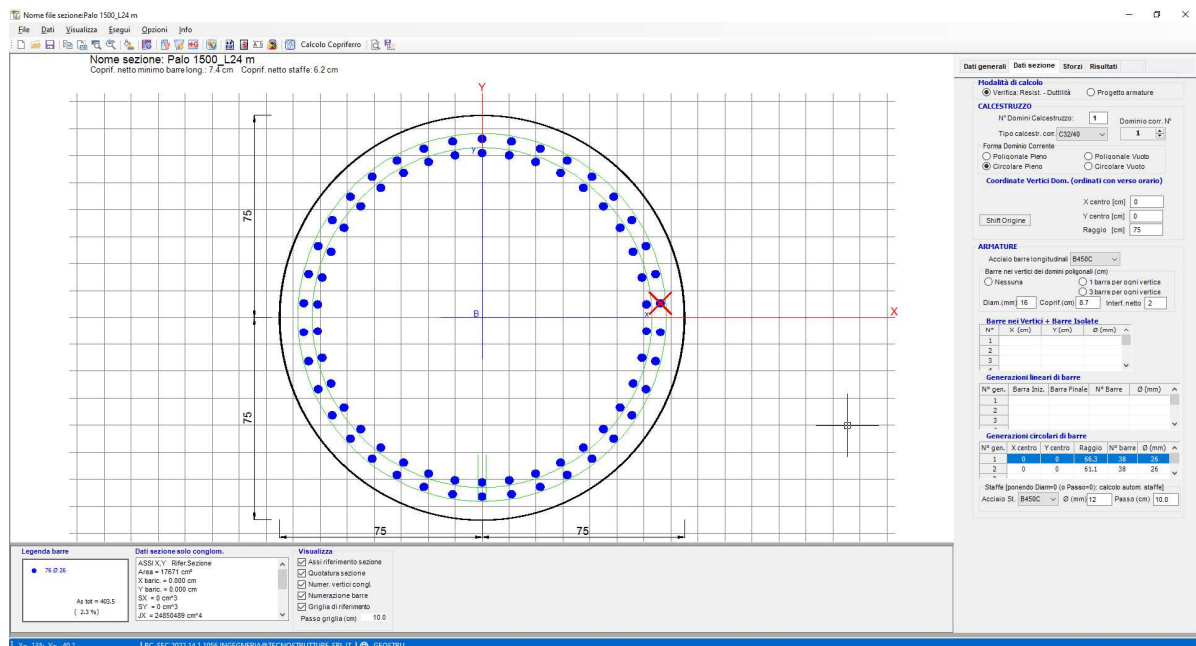 Nome file sezione:Palo 1500_L24 m
File Dati Visualizza Esegui Opzioni Info
Calcolo Copriferro
Nome sezione: Palo 1500_L24 m
Coprif. netto minimo barre long.: 7.4 cm Coprif. netto staffe: 6.2 cm
Y
y
75
B
x
X
75
75
75
Dati generali Dati sezione Sforzi Risultati
Modalità di calcolo
Verifica: Resist. - Duttilità Progetto armature
CALCESTRUZZO
N° Domini Calcestruzzo: 1 Dominio corr. N°
Tipo calcestr. corr. C32/40 1
Forma Dominio Corrente
Poligonale Pieno Poligonale Vuoto
Circolare Pieno Circolare Vuoto
Coordinate Vertici Dom. (ordinati con verso orario)
X centro [cm] 0
Shift Origine Y centro [cm] 0
Raggio [cm] 75
ARMATURE
Acciaio barre longitudinali B450C
Barre nei vertici dei domini poligonali (cm)
Nessuna 1 barra per ogni vertice
3 barre per ogni vertice
Diam.(mm) 16 Coprif.(cm) 8.7 Interf. netto 2
Barre nei Vertici + Barre Isolate
N° X (cm) Y (cm) Ø (mm)
1
2
3
Generazioni lineari di barre
N° gen. Barra Iniz. Barra Finale N° Barre Ø (mm)
1
2
3
Generazioni circolari di barre
N° gen. X centro Y centro Raggio N° barre Ø (mm)
1 0 0 66.3 38 26
2 0 0 61.1 38 26
Staffe [ponendo Diam=0 (o Passo=0): calcolo autom. staffe]
Acciaio St. B450C Ø (mm) 12 Passo (cm) 10.0
Legenda barre
76 Ø 26
As tot = 403.5
( 2.3 %)
Dati sezione solo conglom.
ASSI X,Y Rifer.Sezione
Area = 17671 cm²
X baric. = 0.000 cm
Y baric. = 0.000 cm
SX = 0 cm^3
SY = 0 cm^3
JX = 24850489 cm^4
Visualizza
Assi riferimento sezione
Quotatura sezione
Numer. vertici congl.
Numerazione barre
Griglia di riferimento
Passo griglia (cm) 10.0